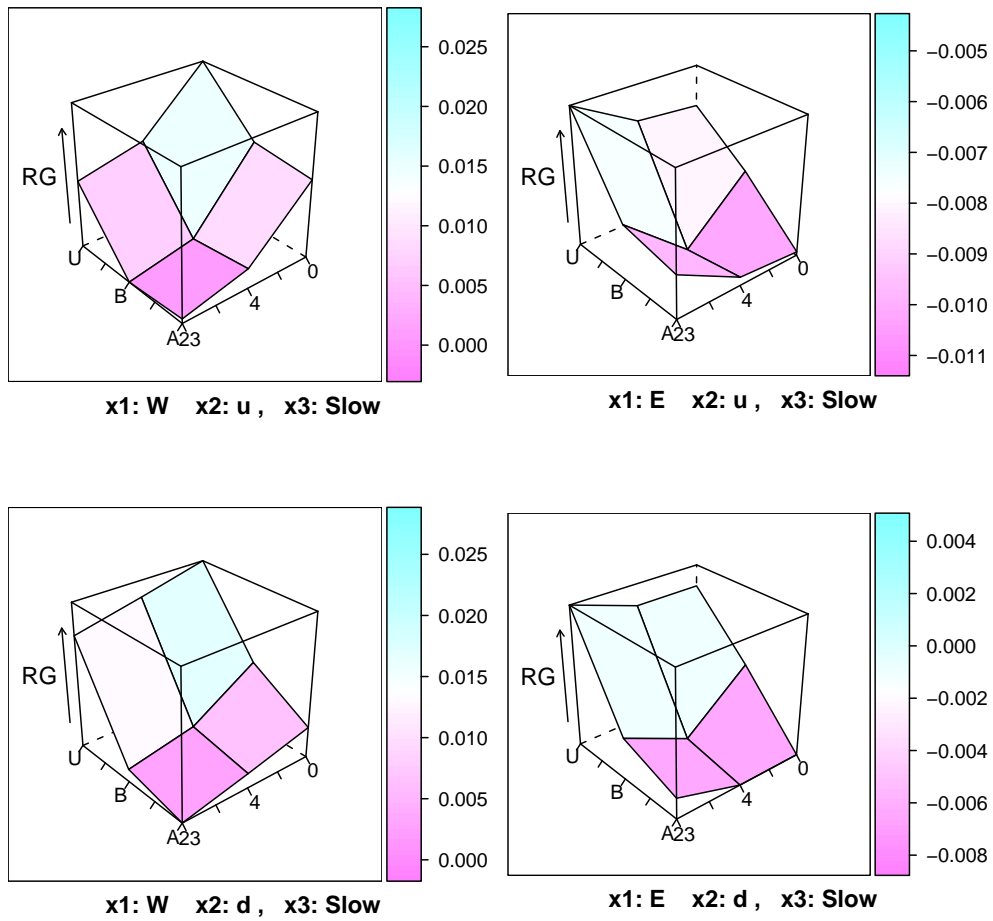 0.025
0.020
0.015
0.010
0.005
0.000
RG
U
B
A23
4
0
x1: W x2: u , x3: Slow
−0.005
−0.006
−0.007
−0.008
−0.009
−0.010
−0.011
RG
U
B
A23
4
0
x1: E x2: u , x3: Slow
0.025
0.020
0.015
0.010
0.005
0.000
RG
U
B
A23
4
0
x1: W x2: d , x3: Slow
0.004
0.002
0.000
−0.002
−0.004
−0.006
−0.008
RG
U
B
A23
4
0
x1: E x2: d , x3: Slow